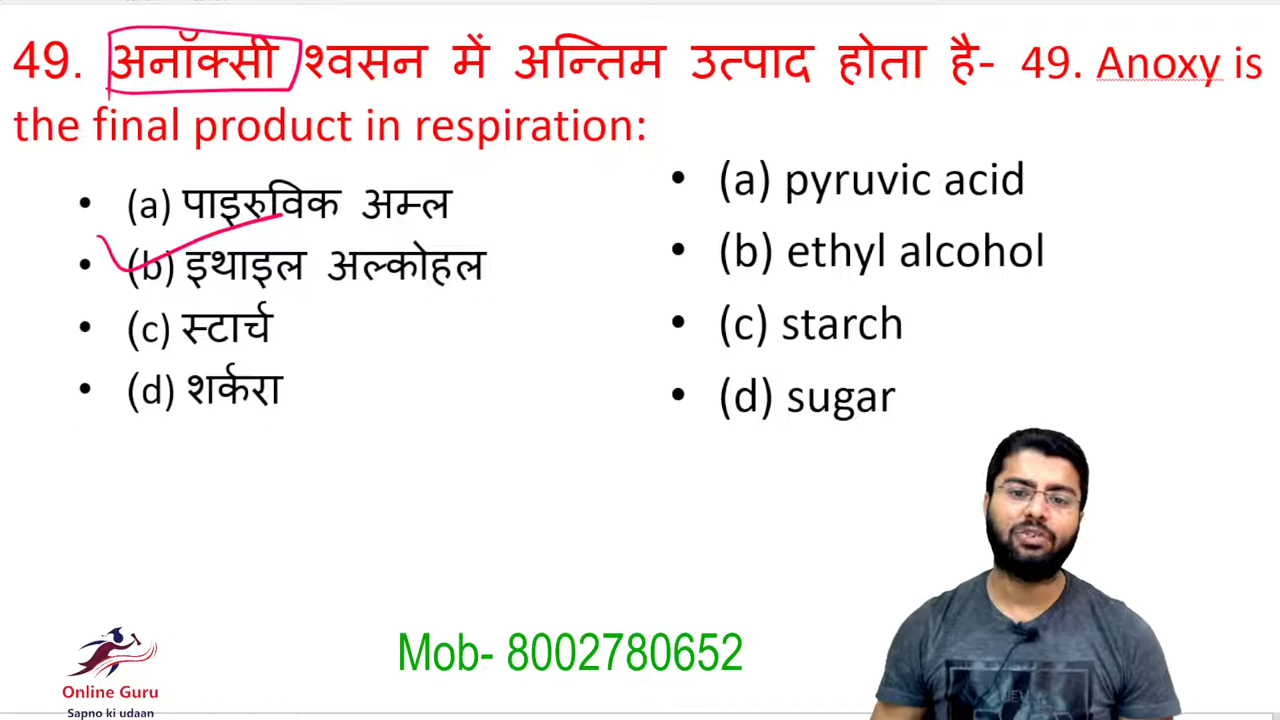 49. अनॉक्सी श्वसन में अन्तिम उत्पाद होता है- 49. Anoxy is
the final product in respiration:
• (a) पाइरुविक अम्ल
• (b) इथाइल अल्कोहल
• (c) स्टार्च
• (d) शर्करा
• (a) pyruvic acid
• (b) ethyl alcohol
• (c) starch
• (d) sugar
Mob- 8002780652
Online Guru
Sapno ki udaan